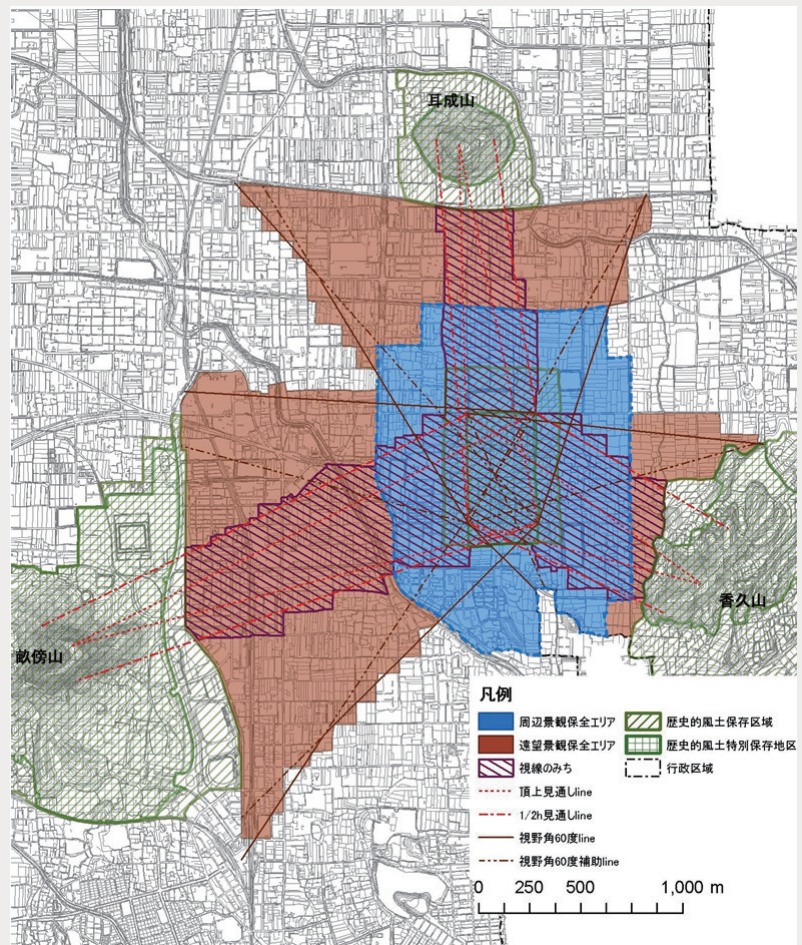 耳成山
香久山
畝傍山
凡例
周辺景観保全エリア
遠望景観保全エリア
視線のみち
頂上見通しline
1/2h見通しline
視野角60度line
視野角60度補助line
歴史的風土保存区域
歴史的風土特別保存地区
行政区域
0 250 500 1,000 m